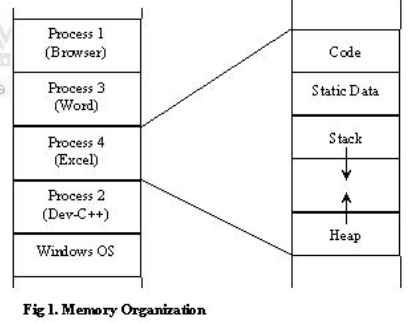 Process 1
(Browser)
Process 3
(Word)
Process 4
(Excel)
Process 2
(Dev-C++)
Windows OS
Code
Static Data
Stack
Heap
Fig 1. Memory Organization